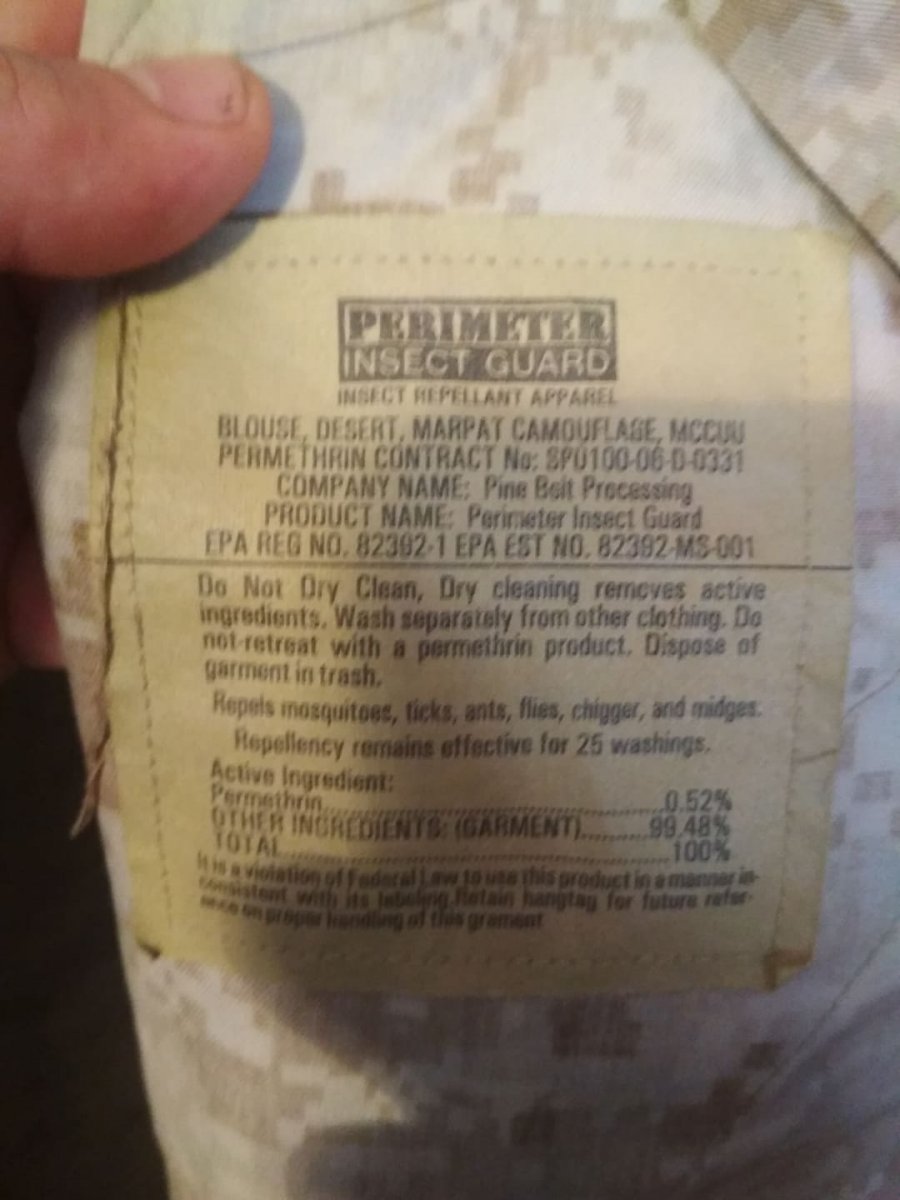 PERIMETER
INSECT GUARD
INSECT REPELLANT APPAREL
BLOUSE, DESERT, MARPAT CAMOUFLAGE, MCCUU
PERMETHRIN CONTRACT No: SPO100-06-D-0331
COMPANY NAME: Pine Belt Processing
PRODUCT NAME: Perimeter Insect Guard
EPA REG NO. 82392-1 EPA EST NO. 82392-MS-001
Do Not Dry Clean, Dry cleaning removes active
ingredients. Wash separately from other clothing. Do
not-retreat with a permethrin product. Dispose of
garment in trash.
Repels mosquitoes, ticks, ants, flies, chigger, and midges.
Repellency remains effective for 25 washings.
Active Ingredient:
Permethrin..........0.52%
OTHER INGREDIENTS: (GARMENT)..........99.48%
TOTAL..........100%
It is a violation of Federal Law to use this product in a manner in-
consistent with its labeling. Retain hangtag for future refer-
ence on proper handling of this grament